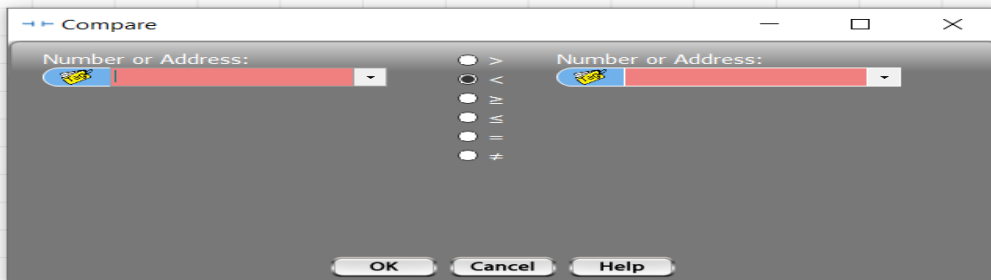 Compare
Number or Address:
>
<
≥
≤
=
≠
Number or Address:
OK
Cancel
Help